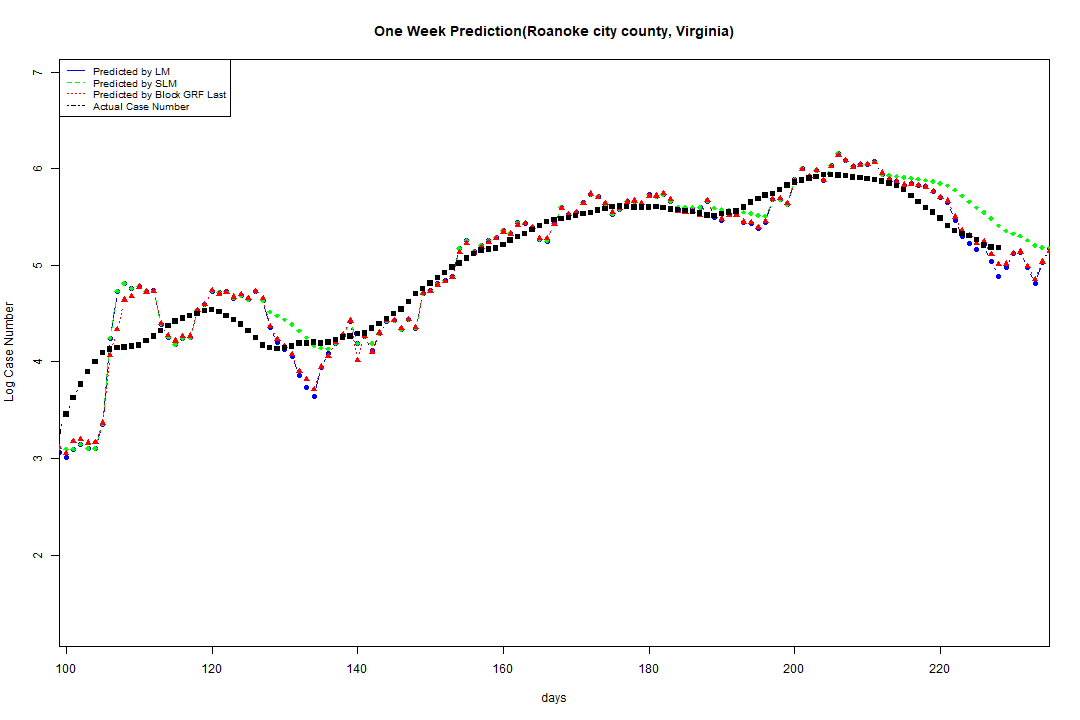 One Week Prediction(Roanoke city county, Virginia)
Predicted by LM
Predicted by SLM
Predicted by Block GRF Last
Actual Case Number
7
6
5
4
3
2
Log Case Number
100 120 140 160 180 200 220
days